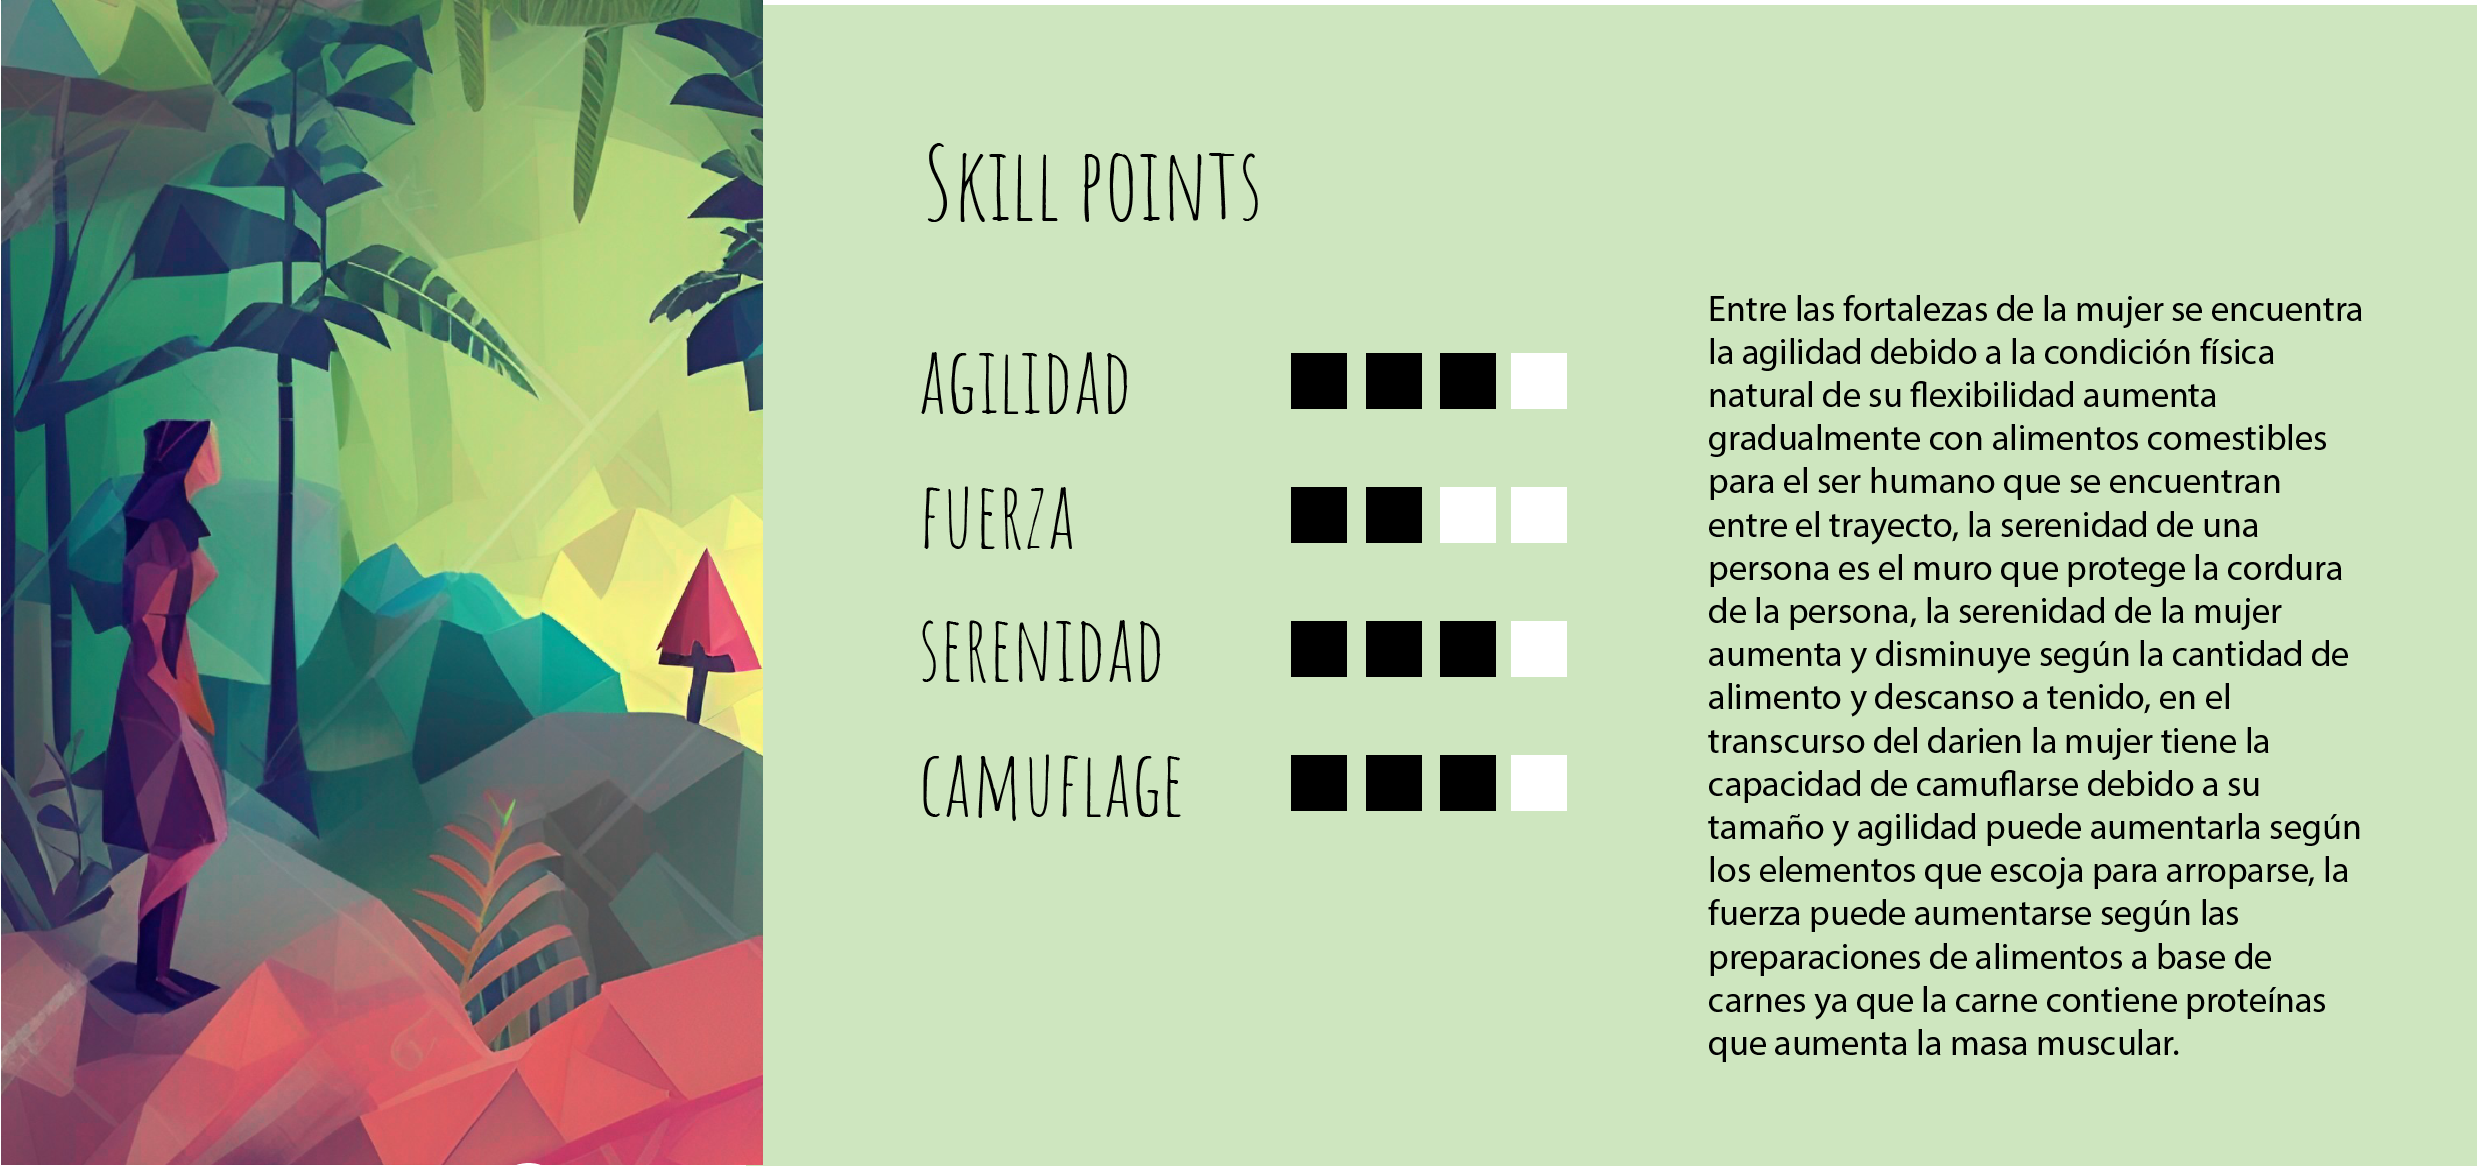 Skill points
AGILIDAD
FUERZA
SERENIDAD
CAMUFLAGE
Entre las fortalezas de la mujer se encuentra
la agilidad debido a la condición física
natural de su flexibilidad aumenta
gradualmente con alimentos comestibles
para el ser humano que se encuentran
entre el trayecto, la serenidad de una
persona es el muro que protege la cordura
de la persona, la serenidad de la mujer
aumenta y disminuye según la cantidad de
alimento y descanso a tenido, en el
transcurso del darien la mujer tiene la
capacidad de camuflarse debido a su
tamaño y agilidad puede aumentarla según
los elementos que escoja para arroparse, la
fuerza puede aumentarse según las
preparaciones de alimentos a base de
carnes ya que la carne contiene proteínas
que aumenta la masa muscular.